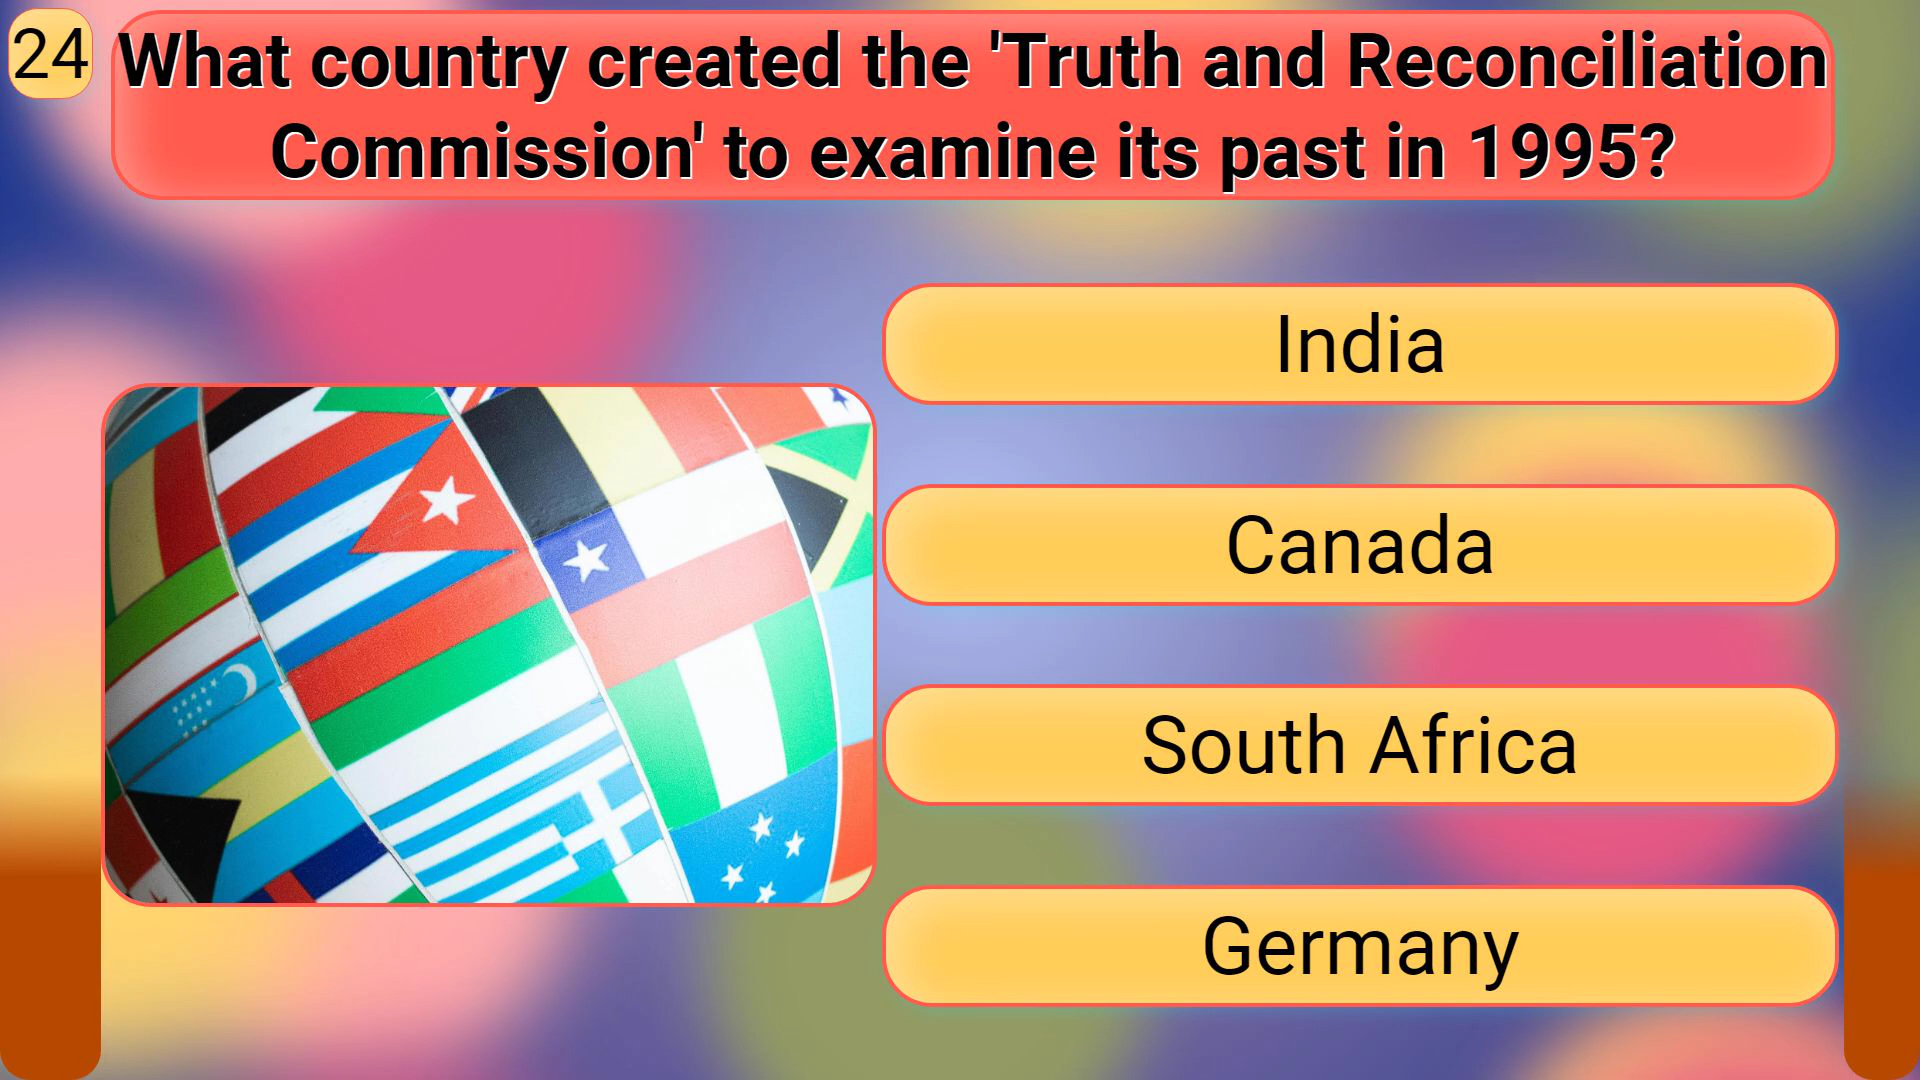 24
What country created the 'Truth and Reconciliation
Commission' to examine its past in 1995?
India
Canada
South Africa
Germany